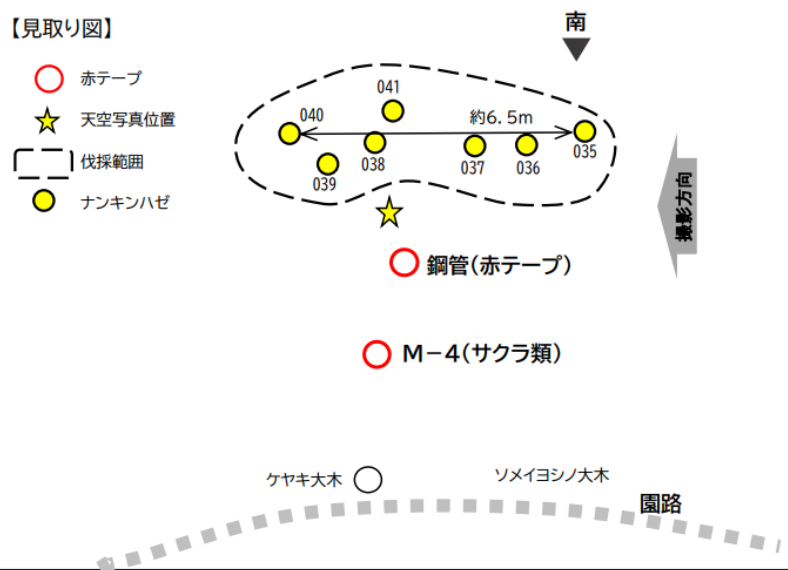 【見取り図】
赤テープ
天空写真位置
伐採範囲
ナンキンハゼ
南
041
040
約6.5m
035
038
037
036
039
撮影方向
鋼管(赤テープ)
M-4(サクラ類)
ケヤキ大木
ソメイヨシノ大木
園路